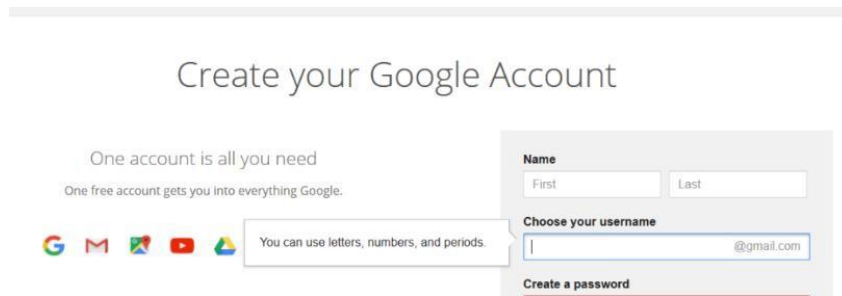 Create your Google Account
One account is all you need
One free account gets you into everything Google.
Name
First Last
Choose your username
You can use letters, numbers, and periods.
@gmail.com
Create a password